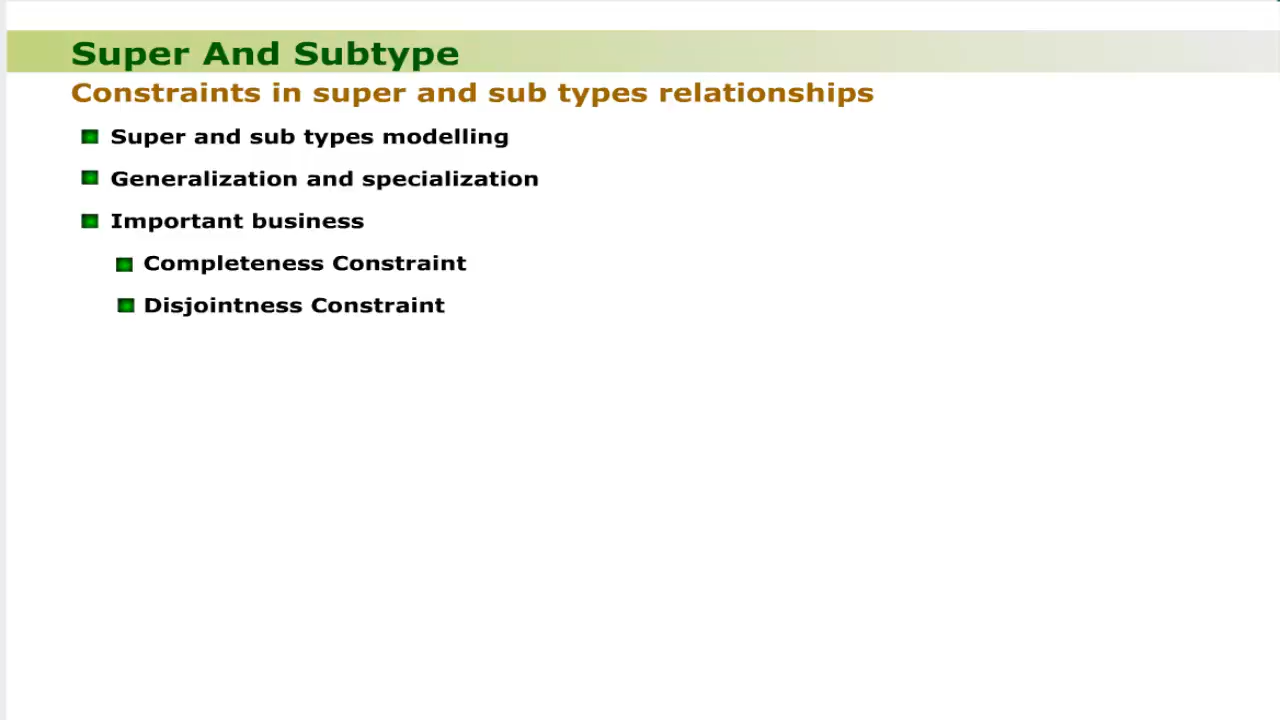 Super And Subtype
Constraints in super and sub types relationships
Super and sub types modelling
Generalization and specialization
Important business
Completeness Constraint
Disjointness Constraint